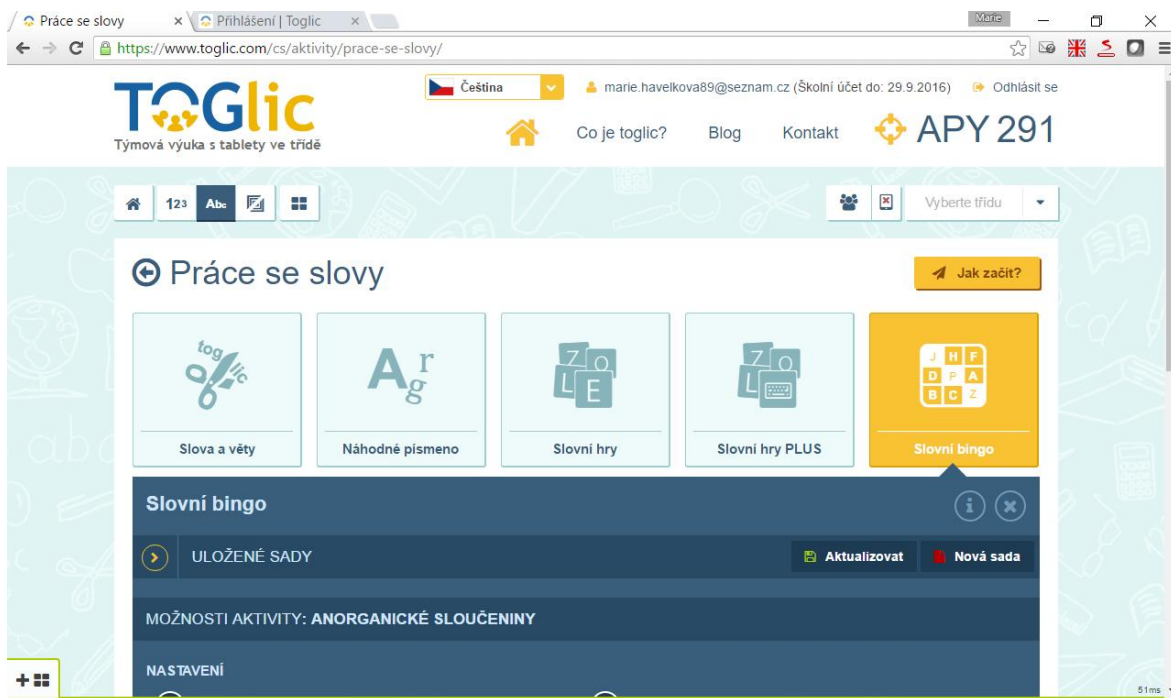 Práce se slovy
Přihlášení | Toglic
Marie
https://www.toglic.com/cs/aktivity/prace-se-slovy/
TOGlic
Týmová výuka s tablety ve třídě
Čeština
marie.havelkova89@seznam.cz (Školní účet do: 29.9.2016)
Odhlásit se
Co je toglic?
Blog
Kontakt
APY 291
123
Abc
Vyberte třídu
Práce se slovy
Jak začít?
tog
lic
A r g
Z O L E
Z O L
J H F
D P A
B C Z
Slova a věty
Náhodné písmeno
Slovní hry
Slovní hry PLUS
Slovní bingo
Slovní bingo
ULOŽENÉ SADY
Aktualizovat
Nová sada
MOŽNOSTI AKTIVITY: ANORGANICKÉ SLOUČENINY
NASTAVENÍ
51ms